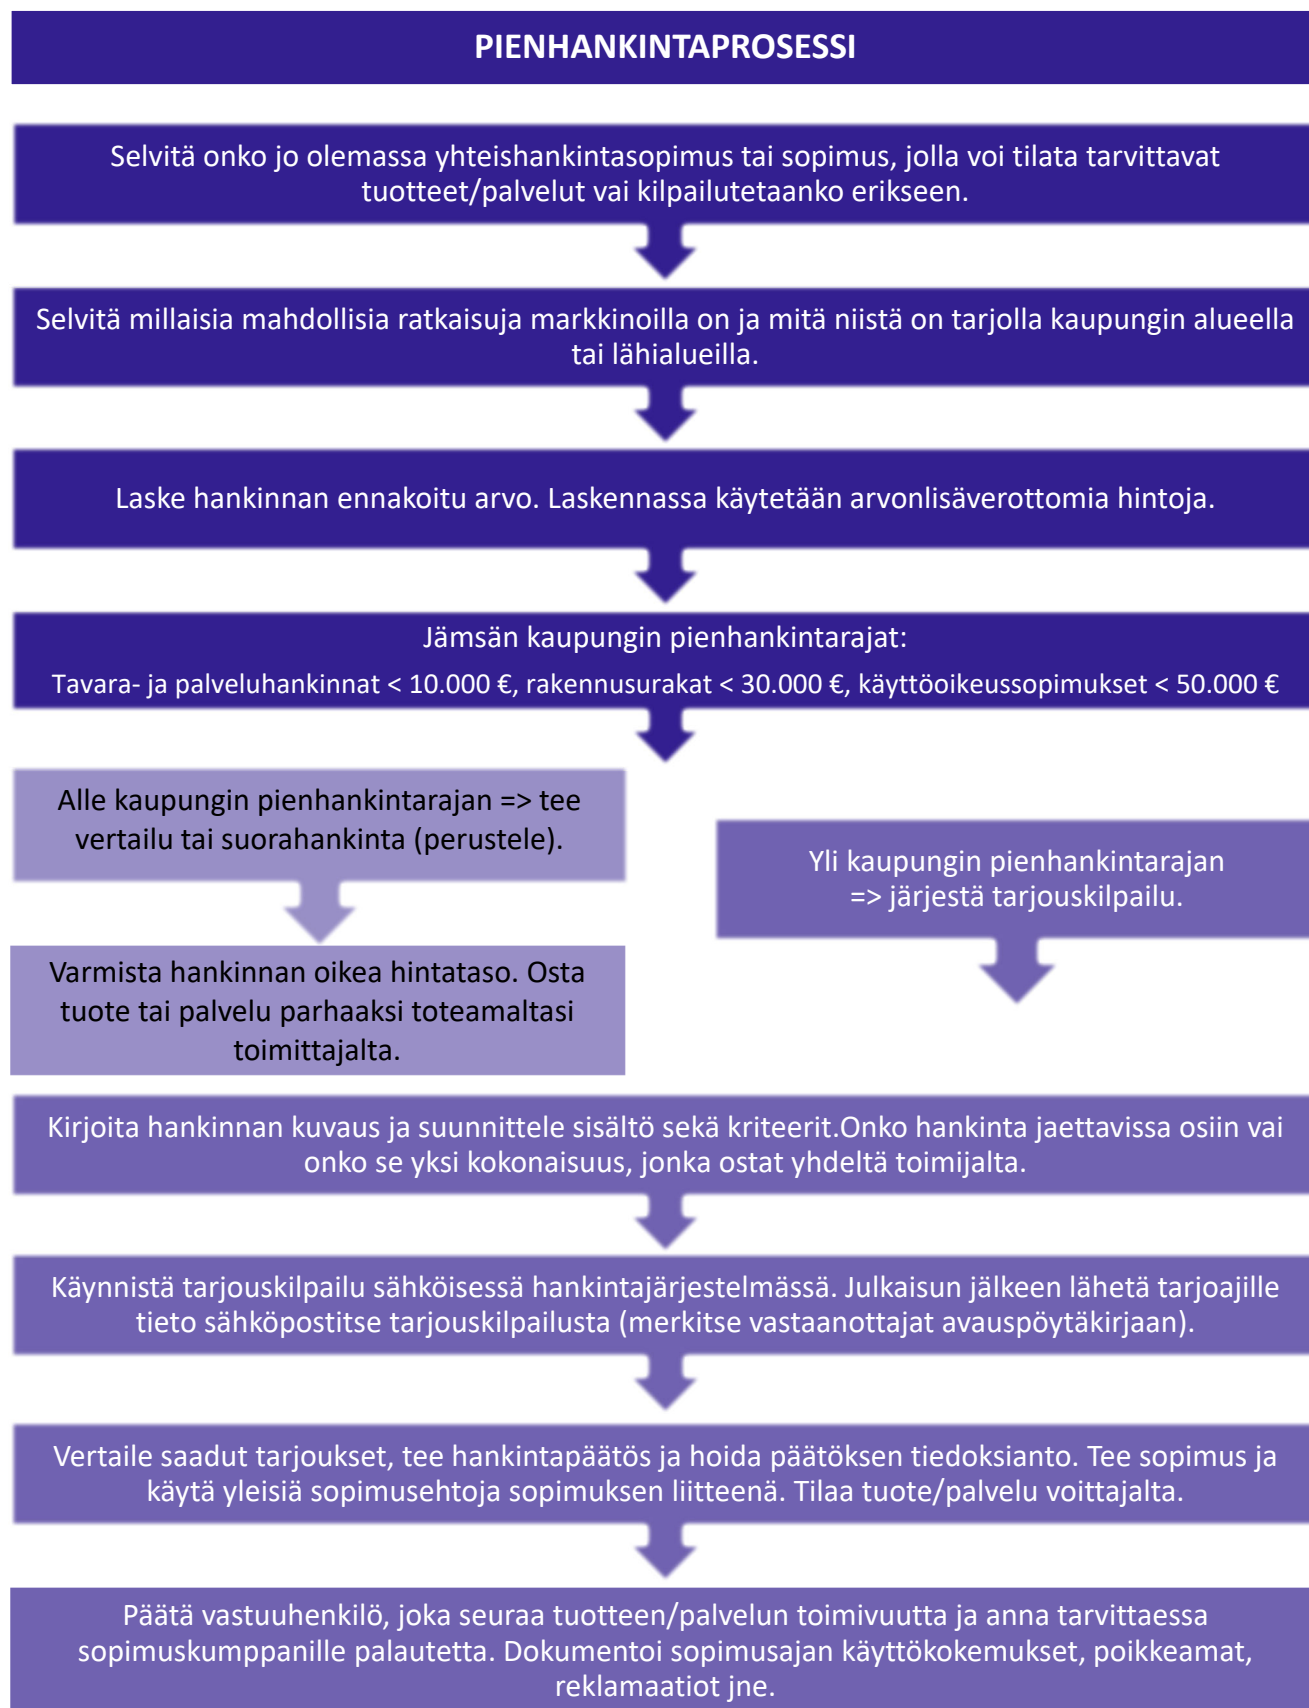 PIENHANKINTAPROSESSI
Selvitä onko jo olemassa yhteishankintasopimus tai sopimus, jolla voi tilata tarvittavat
tuotteet/palvelut vai kilpailutetaanko erikseen.
Selvitä millaisia mahdollisia ratkaisuja markkinoilla on ja mitä niistä on tarjolla kaupungin alueella
tai lähialueilla.
Laske hankinnan ennakoitu arvo. Laskennassa käytetään arvonlisäverottomia hintoja.
Jämsän kaupungin pienhankintarajat:
Tavara- ja palveluhankinnat < 10.000 €, rakennusurakat < 30.000 €, käyttöoikeussopimukset < 50.000 €
Alle kaupungin pienhankintarajan => tee
vertailu tai suorahankinta (perustele).
Varmista hankinnan oikea hintataso. Osta
tuote tai palvelu parhaaksi toteamaltasi
toimittajalta.
Yli kaupungin pienhankintarajan
=> järjestä tarjouskilpailu.
Kirjoita hankinnan kuvaus ja suunnittele sisältö sekä kriteerit.Onko hankinta jaettavissa osiin vai
onko se yksi kokonaisuus, jonka ostat yhdeltä toimijalta.
Käynnistä tarjouskilpailu sähköisessä hankintajärjestelmässä. Julkaisun jälkeen lähetä tarjoajille
tieto sähköpostitse tarjouskilpailusta (merkitse vastaanottajat avauspöytäkirjaan).
Vertaile saadut tarjoukset, tee hankintapäätös ja hoida päätöksen tiedoksianto. Tee sopimus ja
käytä yleisiä sopimusehtoja sopimuksen liitteenä. Tilaa tuote/palvelu voittajalta.
Päätä vastuuhenkilö, joka seuraa tuotteen/palvelun toimivuutta ja anna tarvittaessa
sopimuskumppanille palautetta. Dokumentoi sopimusajan käyttökokemukset, poikkeamat,
reklamaatiot jne.